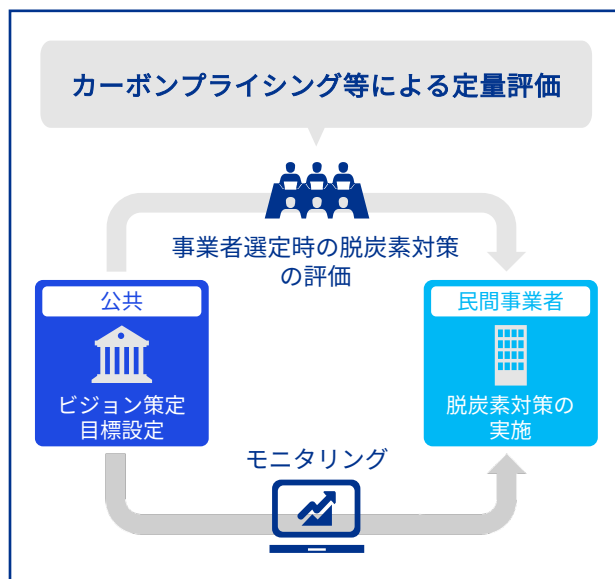 カーボンプライシング等による定量評価
事業者選定時の脱炭素対策
の評価
公共
ビジョン策定
目標設定
民間事業者
脱炭素対策の
実施
モニタリング